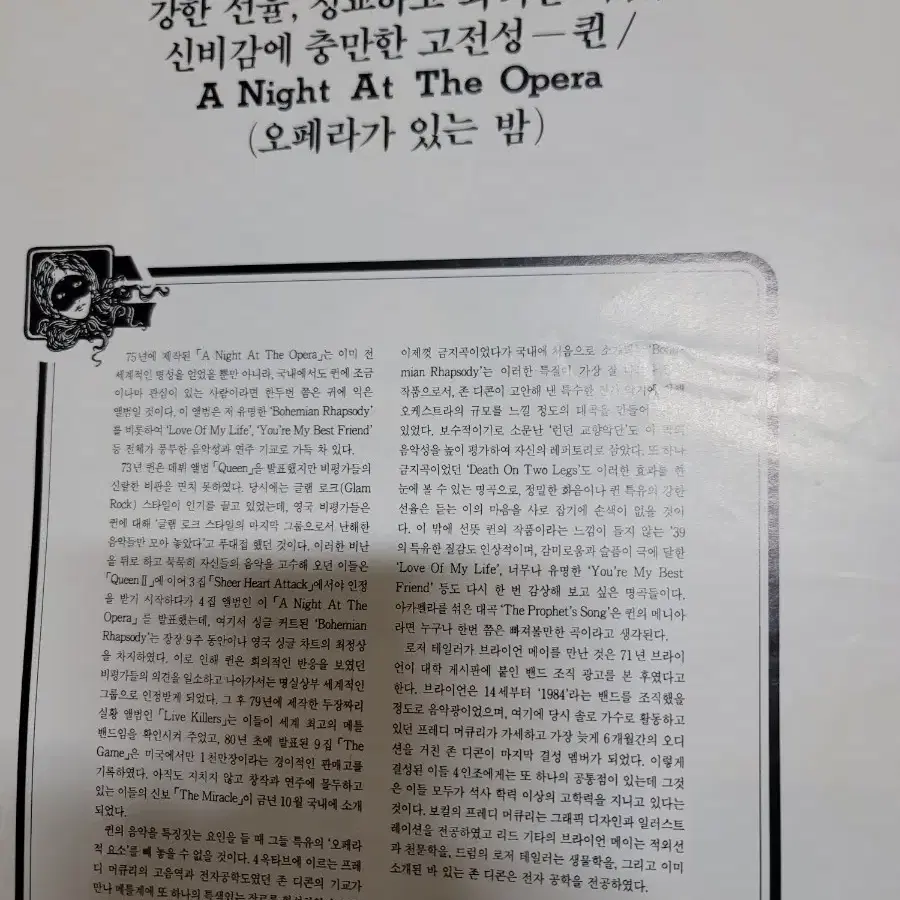 강한 선율, 정교하고
신비감에 충만한 고전성 — 퀸 /
A Night At The Opera
(오페라가 있는 밤)
75년에 제작된 「A Night At The Opera」는 이미 전
세계적인 명성을 얻었을 뿐만 아니라, 국내에서도 퀸에 조금
이나마 관심이 있는 사람이라면 한두번 쯤은 귀에 익은
앨범일 것이다. 이 앨범은 저 유명한 'Bohemian Rhapsody'
를 비롯하여 'Love Of My Life', 'You're My Best Friend'
등 전체가 풍부한 음악성과 연주 기교로 가득 차 있다.
73년 퀸은 데뷔 앨범 「Queen」을 발표했지만 비평가들의
신랄한 비판을 면치 못하였다. 당시에는 글램 로크(Glam
Rock) 스타일이 인기를 끌고 있었는데, 영국 비평가들은
퀸에 대해 '글램 로크 스타일의 마지막 그룹으로서 난해한
음악들만 모아 놓았다'고 푸대접 했던 것이다. 이러한 비난
을 뒤로 하고 묵묵히 자신들의 음악을 고수해 오던 이들은
「Queen Ⅱ」에 이어 3집 「Sheer Heart Attack」에서야 인정
을 받기 시작하다가 4집 앨범인 이 「A Night At The
Opera」를 발표했는데, 여기서 싱글 커트된 'Bohemian
Rhapsody'는 장장 9주 동안이나 영국 싱글 차트의 최정상
을 차지하였다. 이로 인해 퀸은 회의적인 반응을 보였던
비평가들의 의견을 일소하고 나아가서는 명실상부 세계적인
그룹으로 인정받게 되었다. 그 후 79년에 제작한 두장짜리
실황 앨범인 「Live Killers」는 이들이 세계 최고의 메틀
밴드임을 확인시켜 주었고, 80년 초에 발표된 9집 「The
Game」은 미국에서만 1천만장이라는 경이적인 판매고를
기록하였다. 아직도 지치지 않고 창작과 연주에 몰두하고
있는 이들의 신보 「The Miracle」이 금년 10월 국내에 소개
되었다.
퀸의 음악을 특징짓는 요인을 들 때 그들 특유의 '오페라
적 요소'를 빼 놓을 수 없을 것이다. 4옥타브에 이르는 프레
디 머큐리의 고음역과 전자공학도였던 존 디콘의 기교가
만나 메틀계에 또 하나의 특색있는
이제껏 금지곡이었다가 국내에 처음으로
mian Rhapsody'는 이러한 특질이 가장 잘
작품으로서, 존 디콘이 고안해 낸 특수한
오케스트라의 규모를 느낄 정도의 대곡을 만들어
있었다. 보수적이기로 소문난 '런던 교향악단'도 이
음악성을 높이 평가하여 자신의 레퍼토리로 삼았다. 또 하나
금지곡이었던 'Death On Two Legs'도 이러한 효과를 한
눈에 볼 수 있는 명곡으로, 정밀한 화음이나 퀸 특유의 강한
선율은 듣는 이의 마음을 사로 잡기에 손색이 없을 것이
다. 이 밖에 선뜻 퀸의 작품이라는 느낌이 들지 않는 '39
의 특유한 질감도 인상적이며, 감미로움과 슬픔이 극에 달한
'Love Of My Life', 너무나 유명한 'You're My Best
Friend' 등도 다시 한 번 감상해 보고 싶은 명곡들이다.
아카펠라를 섞은 대곡 'The Prophet's Song'은 퀸의 매니아
라면 누구나 한번 쯤은 빠져볼만한 곡이라고 생각된다.
로저 테일러가 브라이언 메이를 만난 것은 71년 브라이
언이 대학 게시판에 붙인 밴드 조직 광고를 본 후였다고
한다. 브라이언은 14세부터 '1984'라는 밴드를 조직했을
정도로 음악광이었으며, 여기에 당시 솔로 가수로 활동하고
있던 프레디 머큐리가 가세하고 가장 늦게 6개월간의 오디
션을 거친 존 디콘이 마지막 결성 멤버가 되었다. 이렇게
결성된 이들 4인조에게는 또 하나의 공통점이 있는데 그것
은 이들 모두가 석사 학력 이상의 고학력을 지니고 있다는
것이다. 보컬의 프레디 머큐리는 그래픽 디자인과 일러스트
레이션을 전공하였고 리드 기타의 브라이언 메이는 적외선
과 천문학을, 드럼의 로저 테일러는 생물학을, 그리고 이미
소개된 바 있는 존 디콘은 전자 공학을 전공하였다.